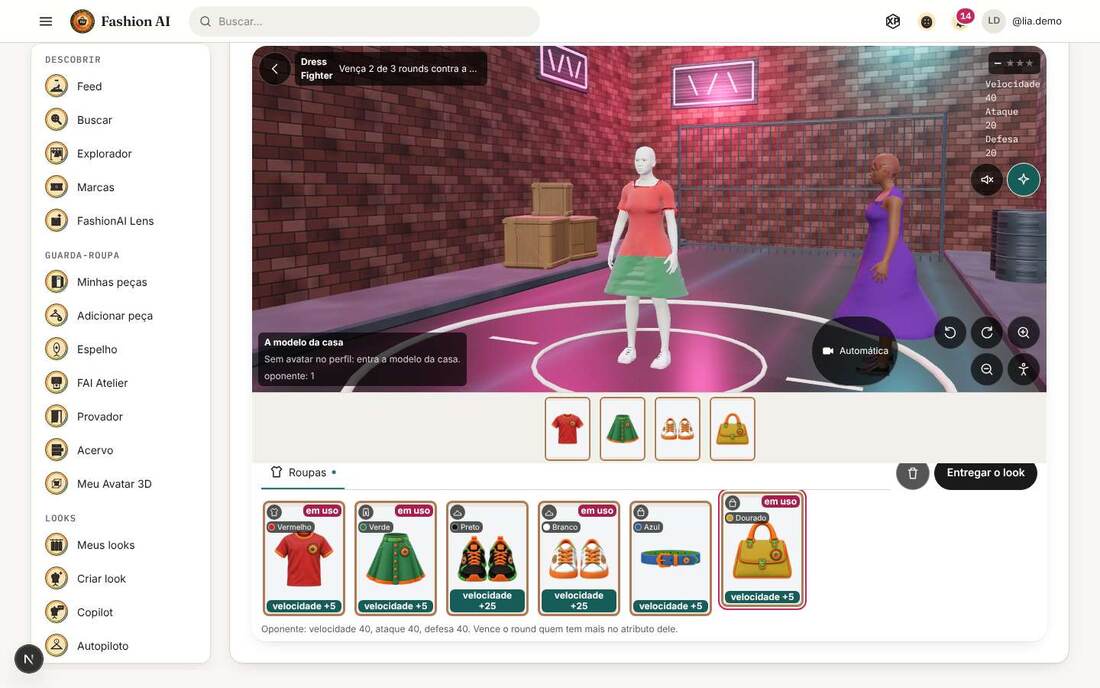 Fashion AI
Buscar...
XP
14
LD
@lia.demo
DESCOBRIR
Feed
Buscar
Explorador
Marcas
FashionAI Lens
GUARDA-ROUPA
Minhas peças
Adicionar peça
Espelho
FAI Atelier
Provador
Acervo
Meu Avatar 3D
LOOKS
Meus looks
Criar look
Copilot
Autopiloto
N
Dress
Fighter
Vença 2 de 3 rounds contra a ...
Velocidade
40
Ataque
20
Defesa
20
A modelo da casa
Sem avatar no perfil: entra a modelo da casa.
oponente: 1
Automática
Roupas
Entregar o look
em uso
Vermelho
velocidade +5
em uso
Verde
velocidade +5
Preto
velocidade
+25
em uso
Branco
velocidade
+25
Azul
velocidade +5
em uso
Dourado
velocidade +5
Oponente: velocidade 40, ataque 40, defesa 40. Vence o round quem tem mais no atributo dele.